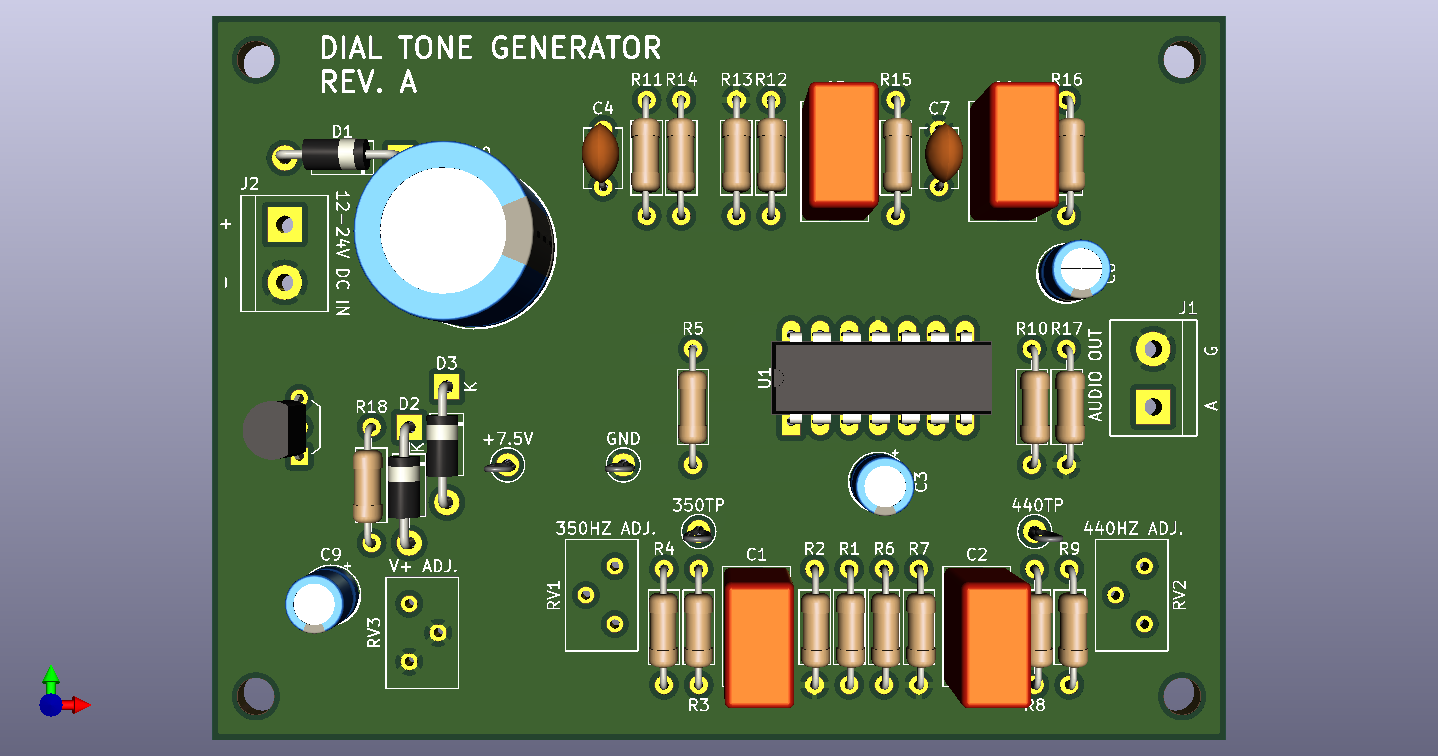 DIAL TONE GENERATOR
REV. A
R11 R14 R13 R12 R15 R16
C4 C7
D1
J2
+
-
12-24V DC IN
J1
R5
R10 R17
U1
AUDIO OUT
G
A
D3
K
R18
D2
K
+7.5V
GND
+
C3
350TP
440TP
350HZ ADJ.
440HZ ADJ.
R4
C1
R2 R1 R6 R7
C2
R9
C9
+
V+ ADJ.
RV1
RV2
RV3
R3
R8